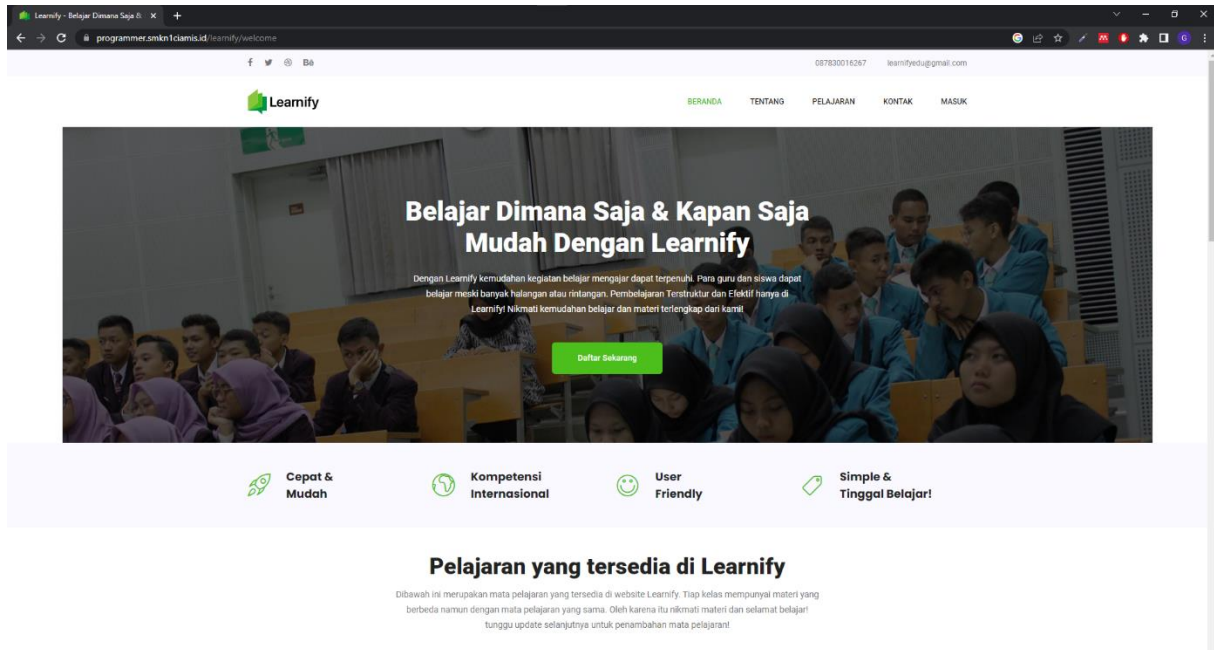 Learnify - Belajar Dimana Saja &
programmer.smkn1ciamis.id/learnify/welcome
Bē
087830016267 learnifyedu@gmail.com
Learnify
BERANDA TENTANG PELAJARAN KONTAK MASUK
Belajar Dimana Saja & Kapan Saja
Mudah Dengan Learnify
Dengan Learnify kemudahan kegiatan belajar mengajar dapat terpenuhi. Para guru dan siswa dapat
belajar meski banyak halangan atau rintangan. Pembelajaran Terstruktur dan Efektif hanya di
Learnify! Nikmati kemudahan belajar dan materi terlengkap dari kami!
Daftar Sekarang
Cepat &
Mudah
Kompetensi
Internasional
User
Friendly
Simple &
Tinggal Belajar!
Pelajaran yang tersedia di Learnify
Dibawah ini merupakan mata pelajaran yang tersedia di website Learnify. Tiap kelas mempunyai materi yang
berbeda namun dengan mata pelajaran yang sama. Oleh karena itu nikmati materi dan selamat belajar!
tunggu update selanjutnya untuk penambahan mata pelajaran!